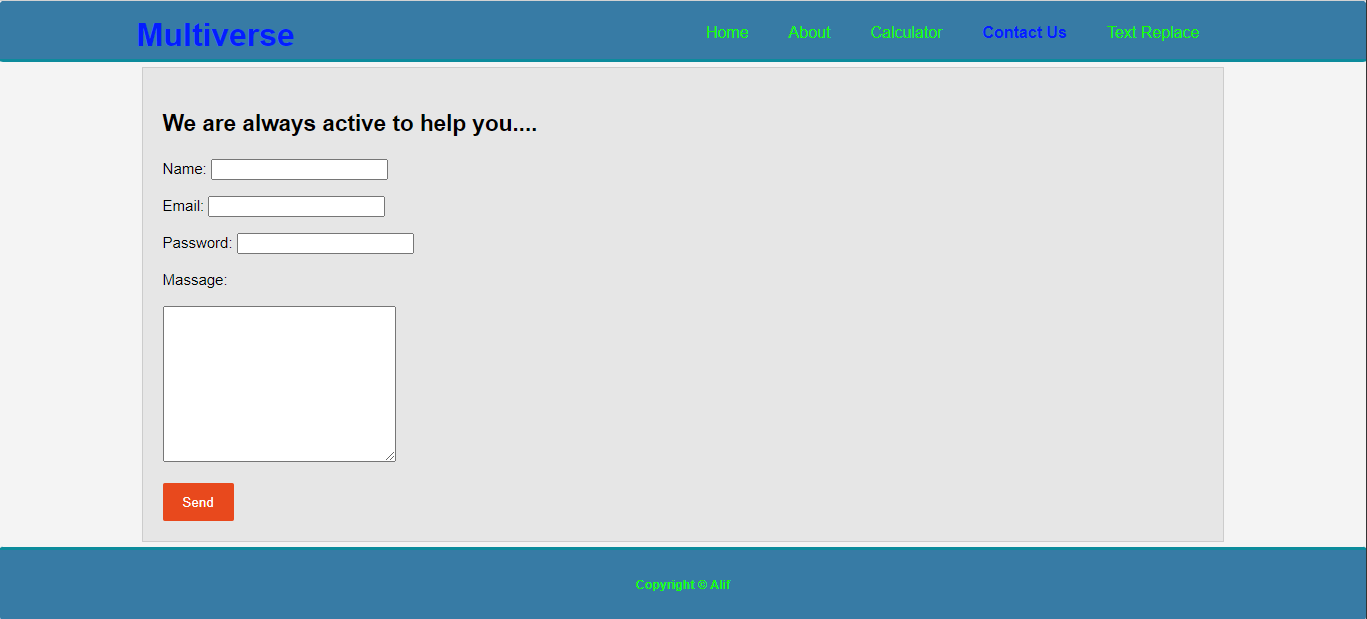 Multiverse
Home About Calculator Contact Us Text Replace
We are always active to help you....
Name:
Email:
Password:
Massage:
Send
Copyright © Alif